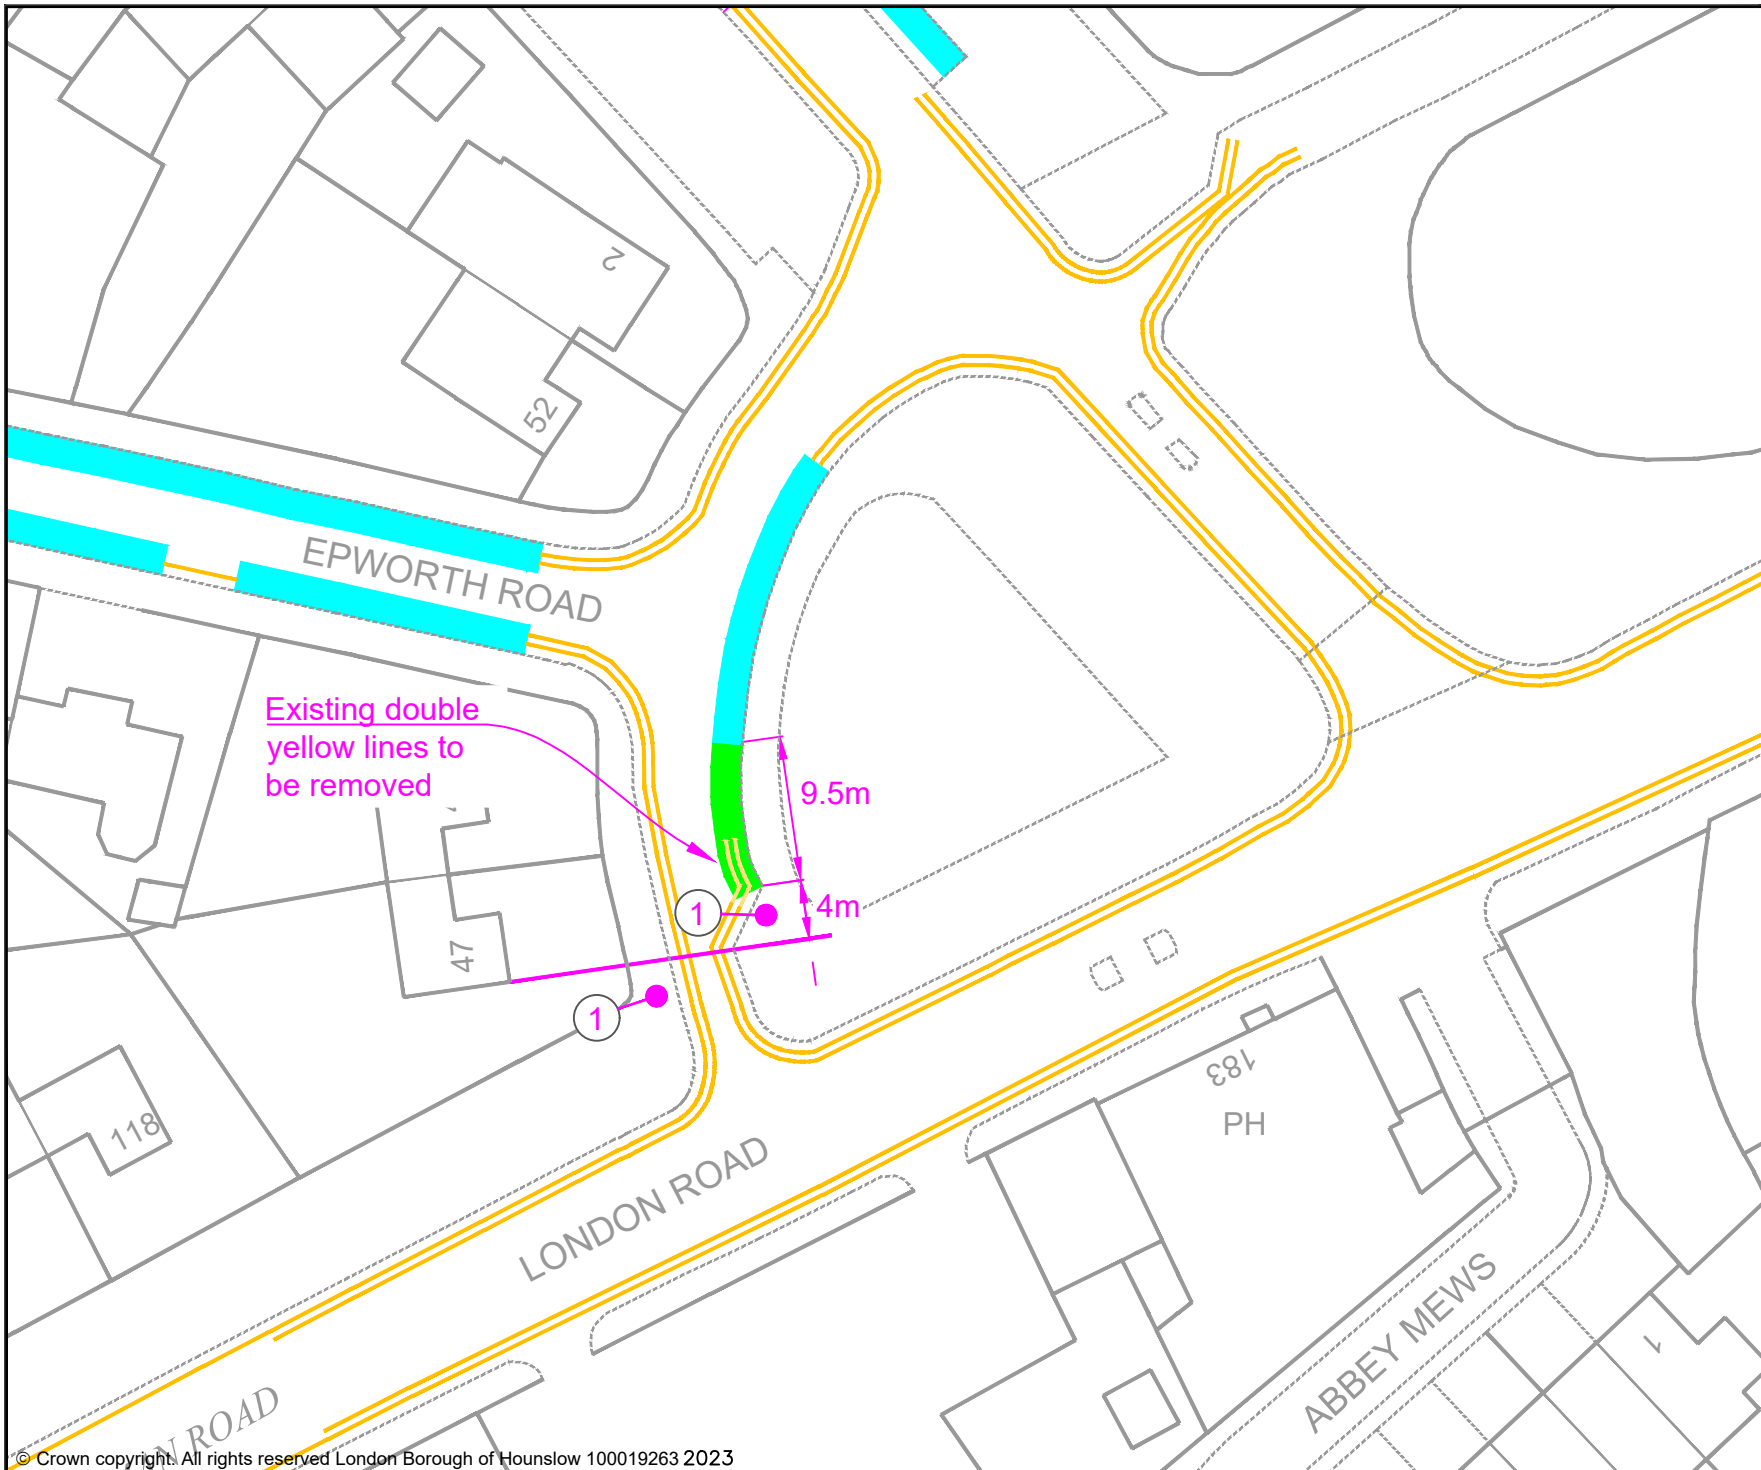 2
52
EPWORTH ROAD
Existing double
yellow lines to
be removed
9.5m
4m
1
47
1
183
PH
118
LONDON ROAD
ABBEY MEWS
1
ROAD
© Crown copyright. All rights reserved London Borough of Hounslow 100019263 2023